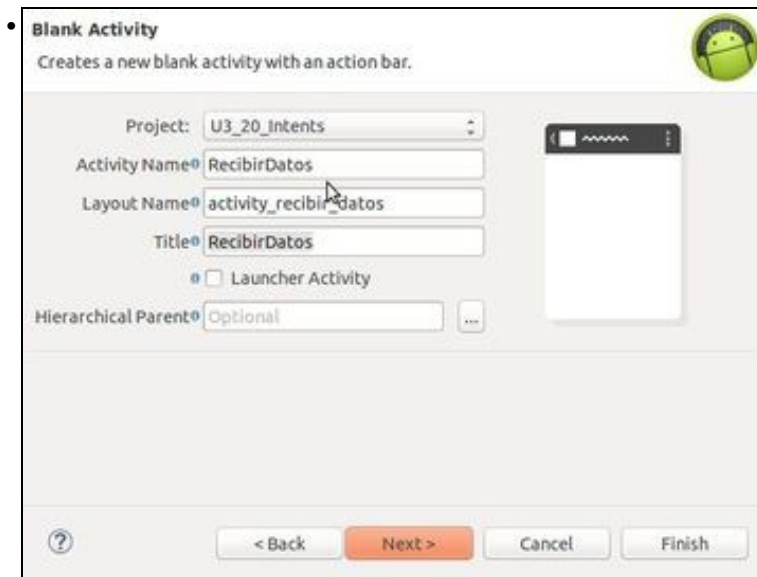 Blank Activity
Creates a new blank activity with an action bar.
Project: U3_20_Intents
Activity Name RecibirDatos
Layout Name activity_recibir_datos
Title RecibirDatos
Launcher Activity
Hierarchical Parent Optional ...
? < Back Next > Cancel Finish